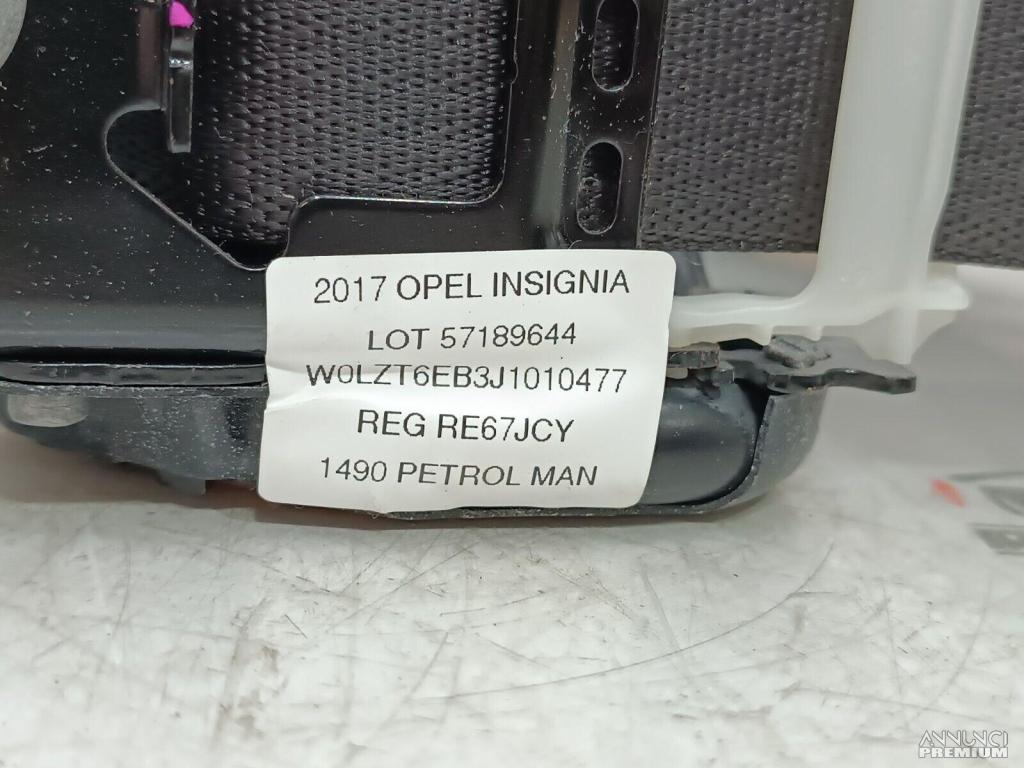 2017 OPEL INSIGNIA
LOT 57189644
W0LZT6EB3J1010477
REG RE67JCY
1490 PETROL MAN
ANNUNCI
PREMIUM